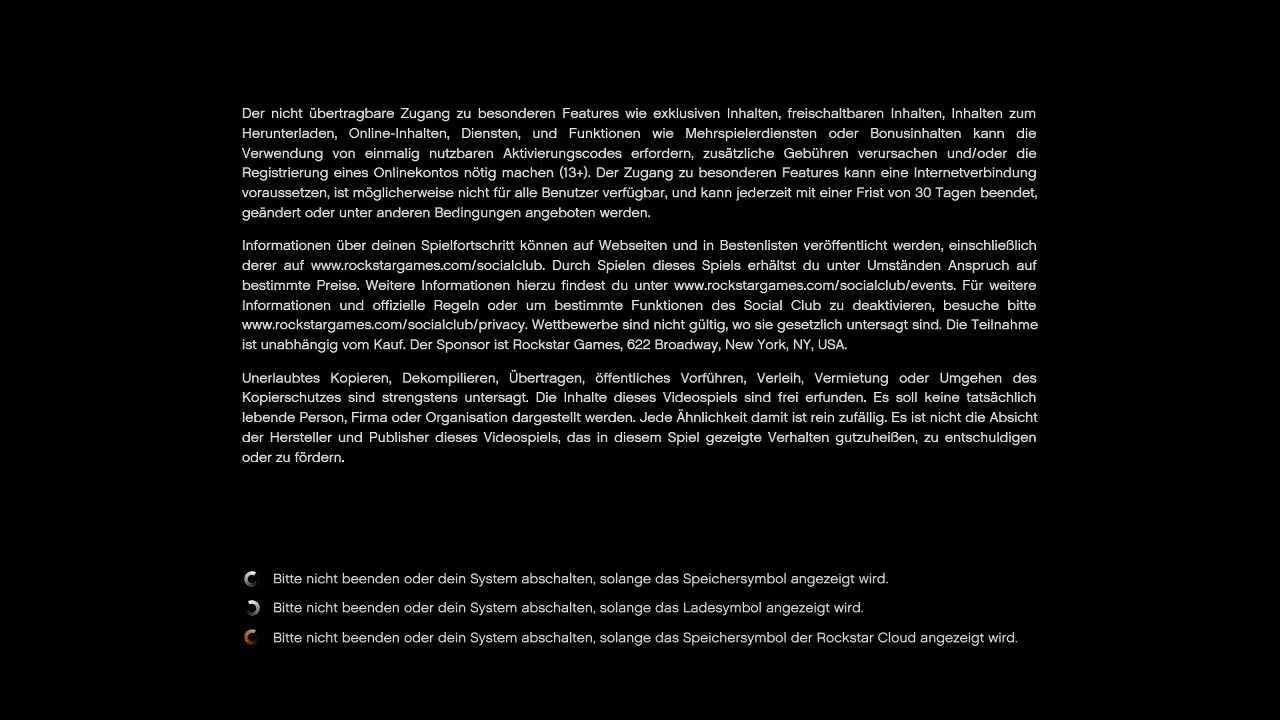 Der nicht übertragbare Zugang zu besonderen Features wie exklusiven Inhalten, freischaltbaren Inhalten, Inhalten zum
Herunterladen, Online-Inhalten, Diensten, und Funktionen wie Mehrspielerdiensten oder Bonusinhalten kann die
Verwendung von einmalig nutzbaren Aktivierungscodes erfordern, zusätzliche Gebühren verursachen und/oder die
Registrierung eines Onlinekontos nötig machen (13+). Der Zugang zu besonderen Features kann eine Internetverbindung
voraussetzen, ist möglicherweise nicht für alle Benutzer verfügbar, und kann jederzeit mit einer Frist von 30 Tagen beendet,
geändert oder unter anderen Bedingungen angeboten werden.
Informationen über deinen Spielfortschritt können auf Webseiten und in Bestenlisten veröffentlicht werden, einschließlich
derer auf www.rockstargames.com/socialclub. Durch Spielen dieses Spiels erhältst du unter Umständen Anspruch auf
bestimmte Preise. Weitere Informationen hierzu findest du unter www.rockstargames.com/socialclub/events. Für weitere
Informationen und offizielle Regeln oder um bestimmte Funktionen des Social Club zu deaktivieren, besuche bitte
www.rockstargames.com/socialclub/privacy. Wettbewerbe sind nicht gültig, wo sie gesetzlich untersagt sind. Die Teilnahme
ist unabhängig vom Kauf. Der Sponsor ist Rockstar Games, 622 Broadway, New York, NY, USA.
Unerlaubtes Kopieren, Dekompilieren, Übertragen, öffentliches Vorführen, Verleih, Vermietung oder Umgehen des
Kopierschutzes sind strengstens untersagt. Die Inhalte dieses Videospiels sind frei erfunden. Es soll keine tatsächlich
lebende Person, Firma oder Organisation dargestellt werden. Jede Ähnlichkeit damit ist rein zufällig. Es ist nicht die Absicht
der Hersteller und Publisher dieses Videospiels, das in diesem Spiel gezeigte Verhalten gutzuheißen, zu entschuldigen
oder zu fördern.
Bitte nicht beenden oder dein System abschalten, solange das Speichersymbol angezeigt wird.
Bitte nicht beenden oder dein System abschalten, solange das Ladesymbol angezeigt wird.
Bitte nicht beenden oder dein System abschalten, solange das Speichersymbol der Rockstar Cloud angezeigt wird.